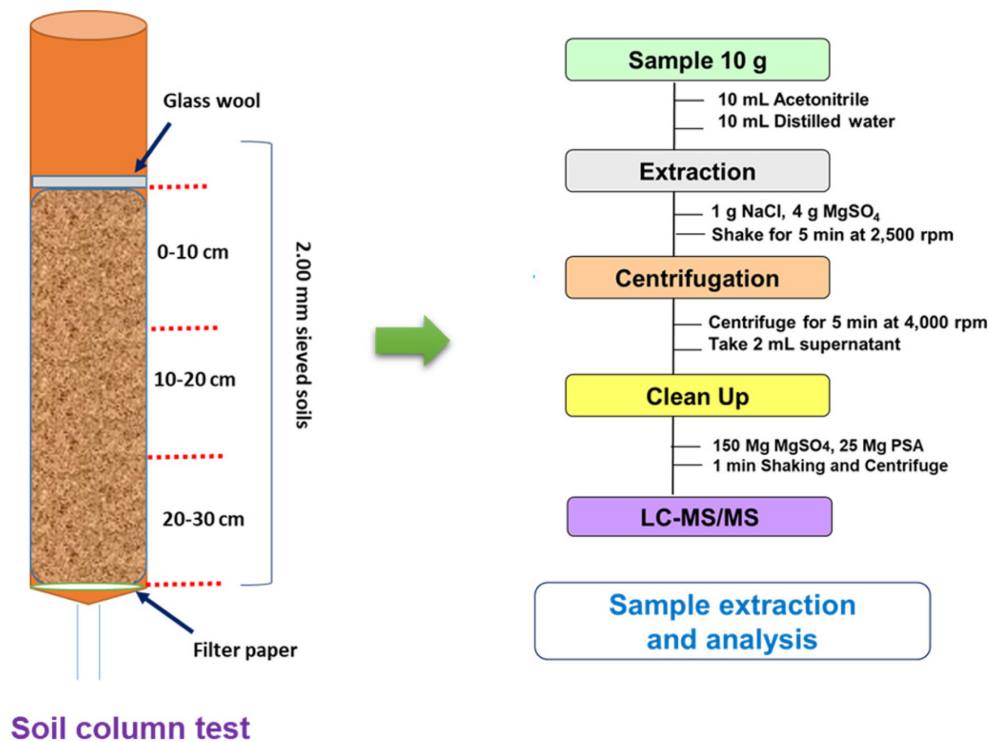 Glass wool
0-10 cm
10-20 cm
20-30 cm
2.00 mm sieved soils
Filter paper
Soil column test
Sample 10 g
10 mL Acetonitrile
10 mL Distilled water
Extraction
1 g NaCl, 4 g MgSO₄
Shake for 5 min at 2,500 rpm
Centrifugation
Centrifuge for 5 min at 4,000 rpm
Take 2 mL supernatant
Clean Up
150 Mg MgSO4, 25 Mg PSA
1 min Shaking and Centrifuge
LC-MS/MS
Sample extraction
and analysis